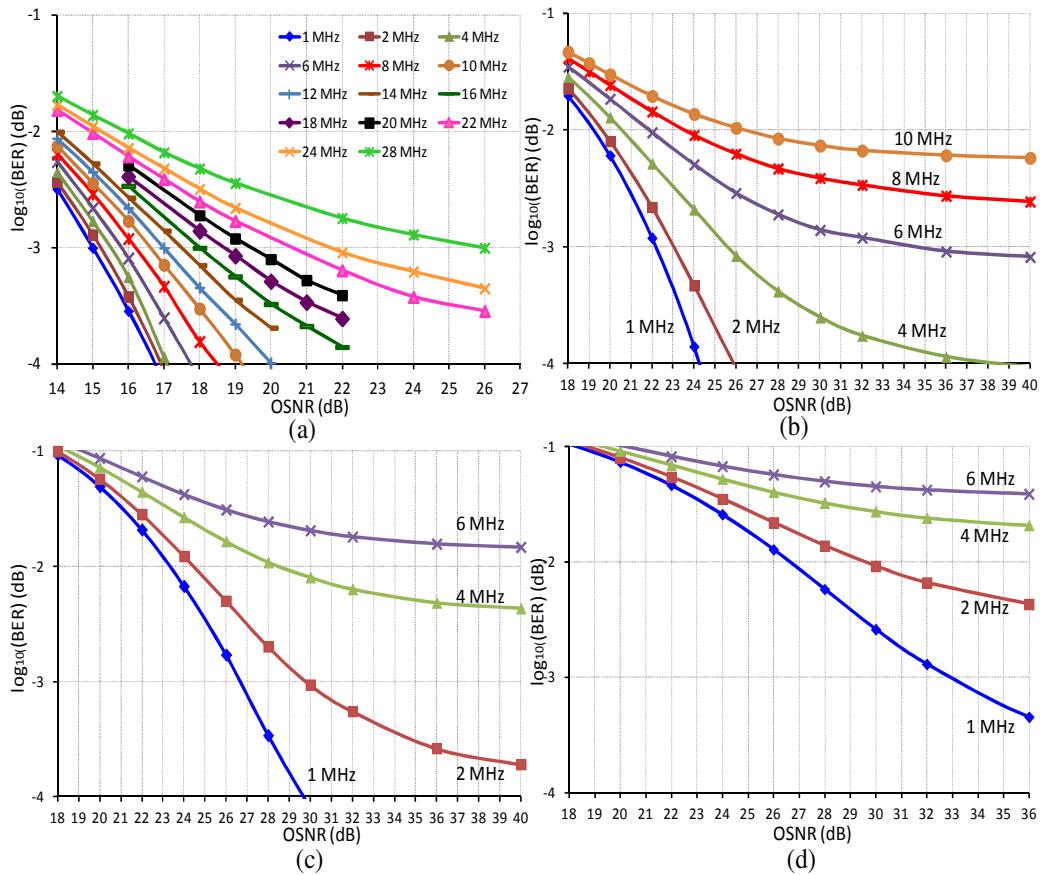 -1
-2
-3
-4
log₁₀((BER) (dB)
1 MHz 2 MHz 4 MHz
6 MHz 8 MHz 10 MHz
12 MHz 14 MHz 16 MHz
18 MHz 20 MHz 22 MHz
24 MHz 28 MHz
14 15 16 17 18 19 20 21 22 23 24 25 26 27
OSNR (dB)
(a)
-1
-2
-3
-4
log₁₀((BER) (dB)
10 MHz
8 MHz
6 MHz
4 MHz
2 MHz
1 MHz
18 19 20 21 22 23 24 25 26 27 28 29 30 31 32 33 34 35 36 37 38 39 40
OSNR (dB)
(b)
-1
-2
-3
-4
log₁₀((BER) (dB)
6 MHz
4 MHz
2 MHz
1 MHz
18 19 20 21 22 23 24 25 26 27 28 29 30 31 32 33 34 35 36 37 38 39 40
OSNR (dB)
(c)
-1
-2
-3
-4
log₁₀((BER) (dB)
6 MHz
4 MHz
2 MHz
1 MHz
18 19 20 21 22 23 24 25 26 27 28 29 30 31 32 33 34 35 36
OSNR (dB)
(d)